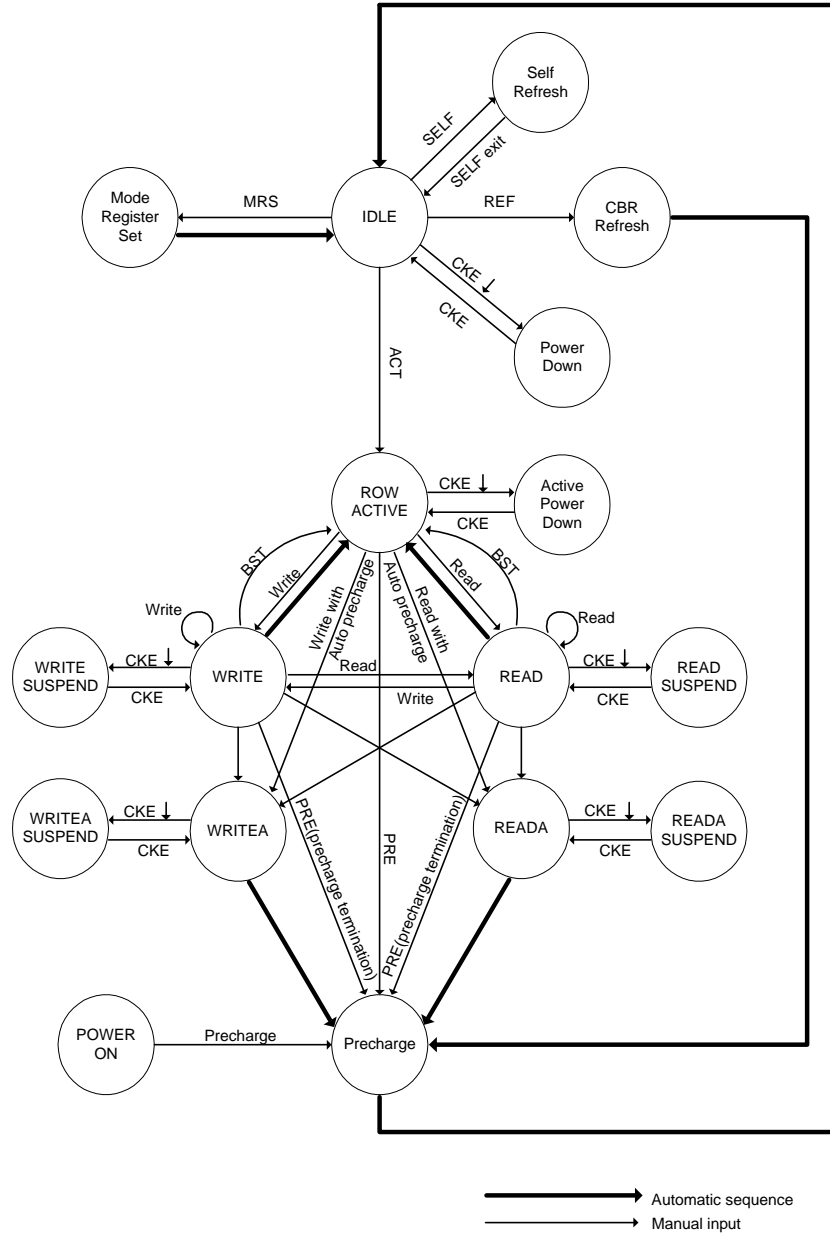 Self
Refresh
SELF
SELF exit
Mode
Register
Set
MRS
IDLE
REF
CBR
Refresh
CKE
CKE
Power
Down
ACT
ROW
ACTIVE
CKE
CKE
Active
Power
Down
BST
Write
Write with
Auto precharge
Auto precharge
Read with
Read
BST
Write
Read
WRITE
SUSPEND
CKE
CKE
WRITE
Read
Write
READ
CKE
CKE
READ
SUSPEND
WRITEA
SUSPEND
CKE
CKE
WRITEA
PRE(precharge termination)
PRE
PRE(precharge termination)
READA
CKE
CKE
READA
SUSPEND
POWER
ON
Precharge
Precharge
Automatic sequence
Manual input